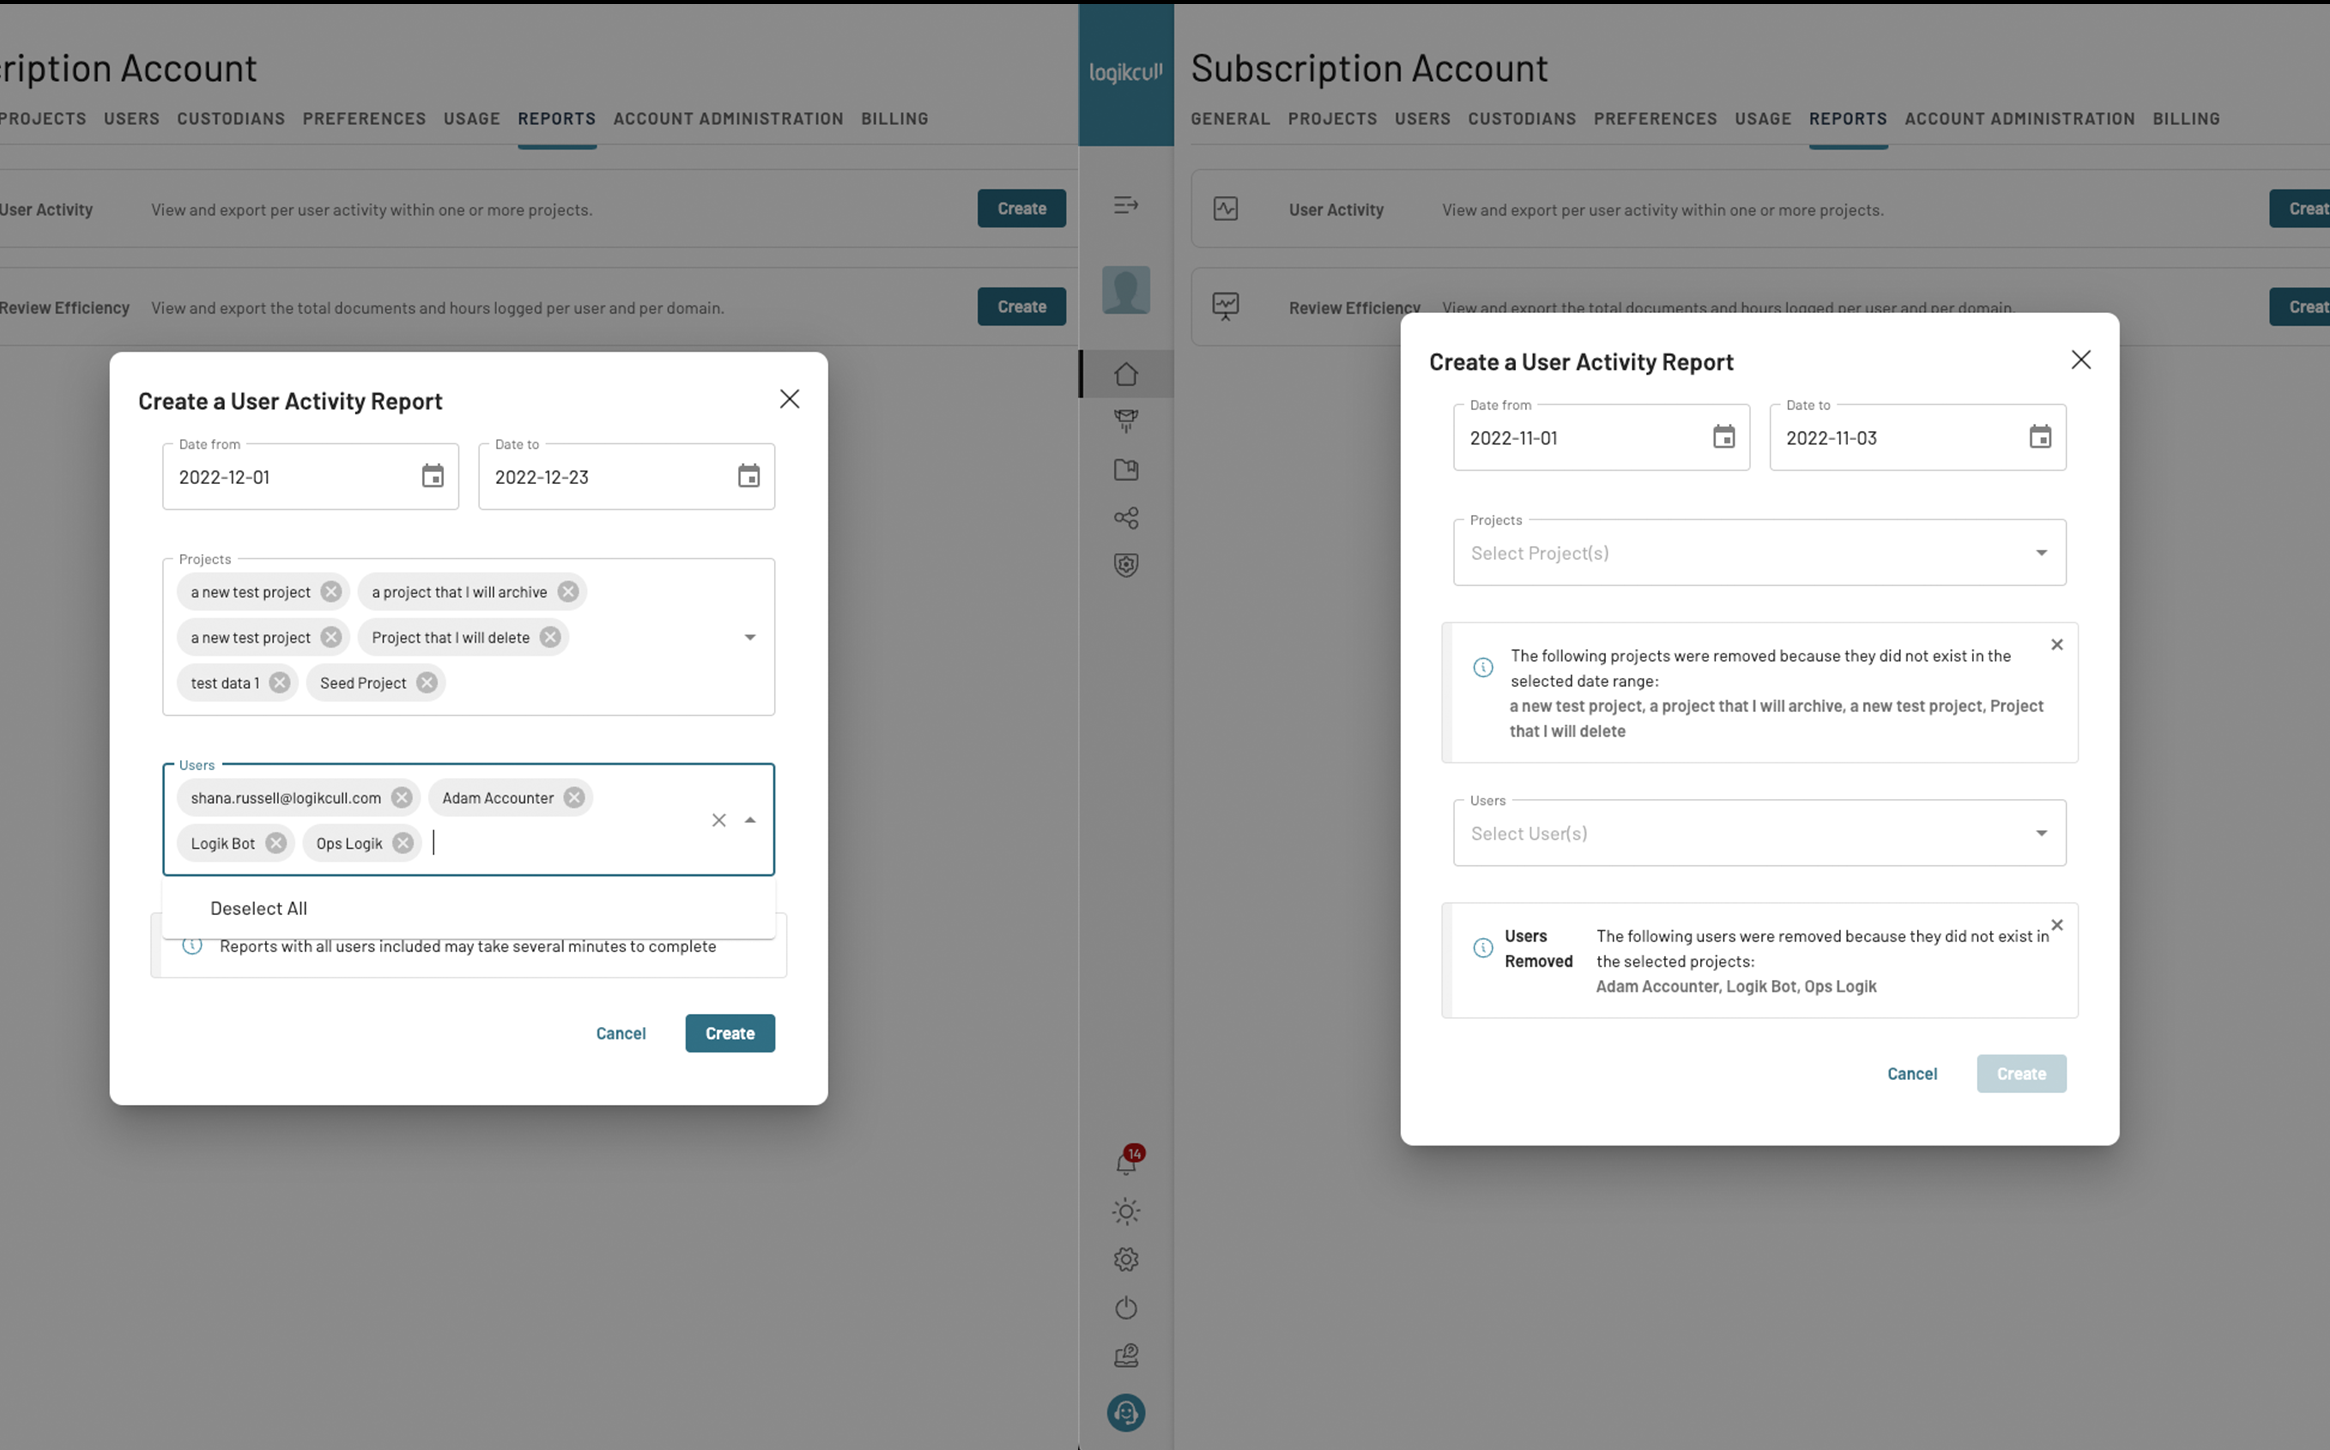 ription Account
PROJECTS USERS CUSTODIANS PREFERENCES USAGE REPORTS ACCOUNT ADMINISTRATION BILLING
User Activity View and export per user activity within one or more projects. Create
Review Efficiency View and export the total documents and hours logged per user and per domain. Create
Create a User Activity Report
Date from Date to
2022-12-01 2022-12-23
Projects
a new test project a project that I will archive
a new test project Project that I will delete
test data 1 Seed Project
Users
shana.russell@logikcull.com Adam Accounter
Logik Bot Ops Logik
Deselect All
Reports with all users included may take several minutes to complete
Cancel Create
logikcull
14
Subscription Account
GENERAL PROJECTS USERS CUSTODIANS PREFERENCES USAGE REPORTS ACCOUNT ADMINISTRATION BILLING
User Activity View and export per user activity within one or more projects. Creat
Review Efficiency View and export the total documents and hours logged per user and per domain. Creat
Create a User Activity Report
Date from Date to
2022-11-01 2022-11-03
Projects
Select Project(s)
The following projects were removed because they did not exist in the
selected date range:
a new test project, a project that I will archive, a new test project, Project
that I will delete
Users
Select User(s)
Users Removed
The following users were removed because they did not exist in
the selected projects:
Adam Accounter, Logik Bot, Ops Logik
Cancel Create